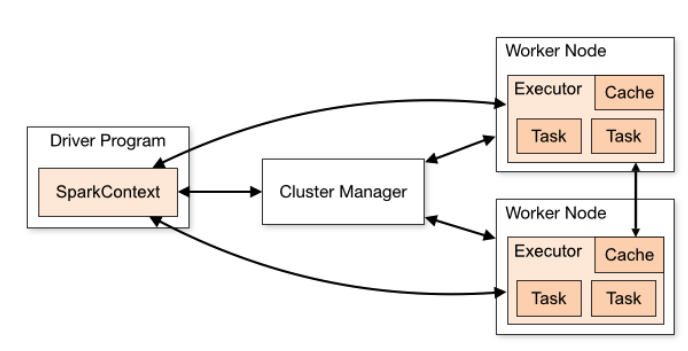 Driver Program
SparkContext
Cluster Manager
Worker Node
Executor
Cache
Task
Task
Worker Node
Executor
Cache
Task
Task